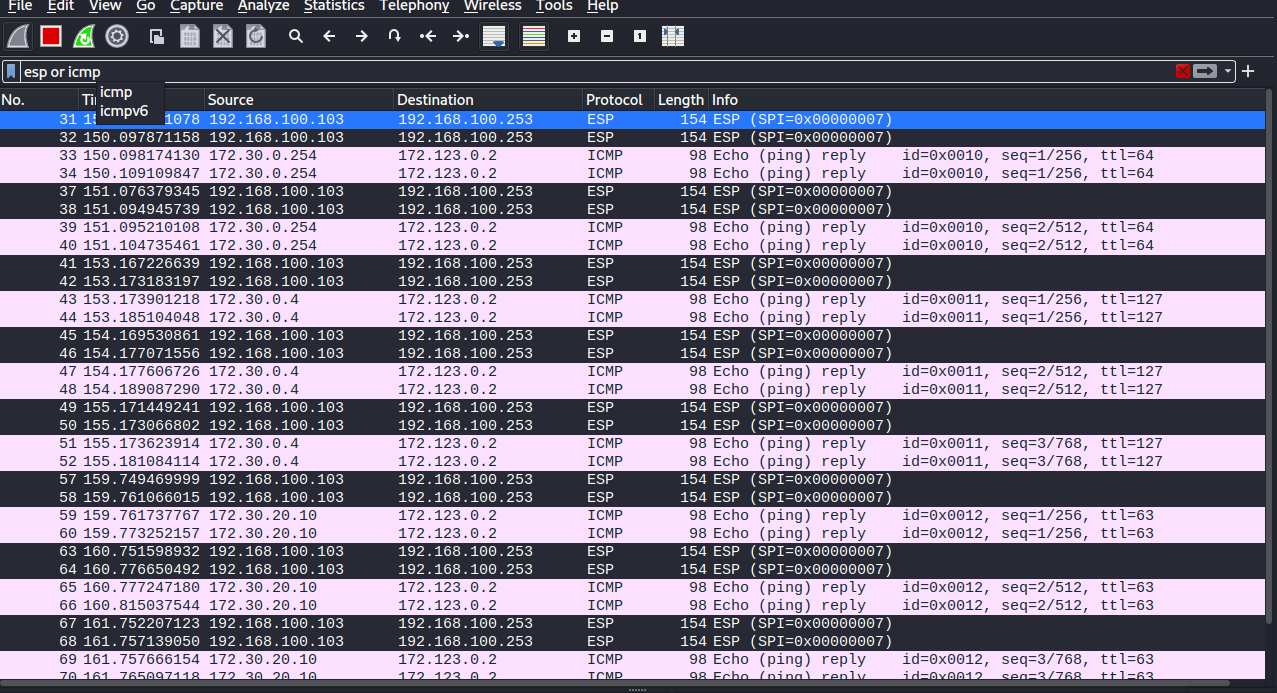 File Edit View Go Capture Analyze Statistics Telephony Wireless Tools Help
esp or icmp
icmp
icmpv6
No. Source Destination Protocol Length Info
31 192.168.100.103 192.168.100.253 ESP 154 ESP (SPI=0x00000007)
32 150.097871158 192.168.100.103 192.168.100.253 ESP 154 ESP (SPI=0x00000007)
33 150.098174130 172.30.0.254 172.123.0.2 ICMP 98 Echo (ping) reply id=0x0010, seq=1/256, ttl=64
34 150.109109847 172.30.0.254 172.123.0.2 ICMP 98 Echo (ping) reply id=0x0010, seq=1/256, ttl=64
37 151.076379345 192.168.100.103 192.168.100.253 ESP 154 ESP (SPI=0x00000007)
38 151.094945739 192.168.100.103 192.168.100.253 ESP 154 ESP (SPI=0x00000007)
39 151.095210108 172.30.0.254 172.123.0.2 ICMP 98 Echo (ping) reply id=0x0010, seq=2/512, ttl=64
40 151.104735461 172.30.0.254 172.123.0.2 ICMP 98 Echo (ping) reply id=0x0010, seq=2/512, ttl=64
41 153.167226639 192.168.100.103 192.168.100.253 ESP 154 ESP (SPI=0x00000007)
42 153.173183197 192.168.100.103 192.168.100.253 ESP 154 ESP (SPI=0x00000007)
43 153.173901218 172.30.0.4 172.123.0.2 ICMP 98 Echo (ping) reply id=0x0011, seq=1/256, ttl=127
44 153.185104048 172.30.0.4 172.123.0.2 ICMP 98 Echo (ping) reply id=0x0011, seq=1/256, ttl=127
45 154.169530861 192.168.100.103 192.168.100.253 ESP 154 ESP (SPI=0x00000007)
46 154.177071556 192.168.100.103 192.168.100.253 ESP 154 ESP (SPI=0x00000007)
47 154.177606726 172.30.0.4 172.123.0.2 ICMP 98 Echo (ping) reply id=0x0011, seq=2/512, ttl=127
48 154.189087290 172.30.0.4 172.123.0.2 ICMP 98 Echo (ping) reply id=0x0011, seq=2/512, ttl=127
49 155.171449241 192.168.100.103 192.168.100.253 ESP 154 ESP (SPI=0x00000007)
50 155.173066802 192.168.100.103 192.168.100.253 ESP 154 ESP (SPI=0x00000007)
51 155.173623914 172.30.0.4 172.123.0.2 ICMP 98 Echo (ping) reply id=0x0011, seq=3/768, ttl=127
52 155.181084114 172.30.0.4 172.123.0.2 ICMP 98 Echo (ping) reply id=0x0011, seq=3/768, ttl=127
57 159.749469999 192.168.100.103 192.168.100.253 ESP 154 ESP (SPI=0x00000007)
58 159.761066015 192.168.100.103 192.168.100.253 ESP 154 ESP (SPI=0x00000007)
59 159.761737767 172.30.20.10 172.123.0.2 ICMP 98 Echo (ping) reply id=0x0012, seq=1/256, ttl=63
60 159.773252157 172.30.20.10 172.123.0.2 ICMP 98 Echo (ping) reply id=0x0012, seq=1/256, ttl=63
63 160.751598932 192.168.100.103 192.168.100.253 ESP 154 ESP (SPI=0x00000007)
64 160.776650492 192.168.100.103 192.168.100.253 ESP 154 ESP (SPI=0x00000007)
65 160.777247180 172.30.20.10 172.123.0.2 ICMP 98 Echo (ping) reply id=0x0012, seq=2/512, ttl=63
66 160.815037544 172.30.20.10 172.123.0.2 ICMP 98 Echo (ping) reply id=0x0012, seq=2/512, ttl=63
67 161.752207123 192.168.100.103 192.168.100.253 ESP 154 ESP (SPI=0x00000007)
68 161.757139050 192.168.100.103 192.168.100.253 ESP 154 ESP (SPI=0x00000007)
69 161.757666154 172.30.20.10 172.123.0.2 ICMP 98 Echo (ping) reply id=0x0012, seq=3/768, ttl=63
70 161.765097118 172.30.20.10 172.123.0.2 ICMP 98 Echo (ping) reply id=0x0012, seq=3/768, ttl=63